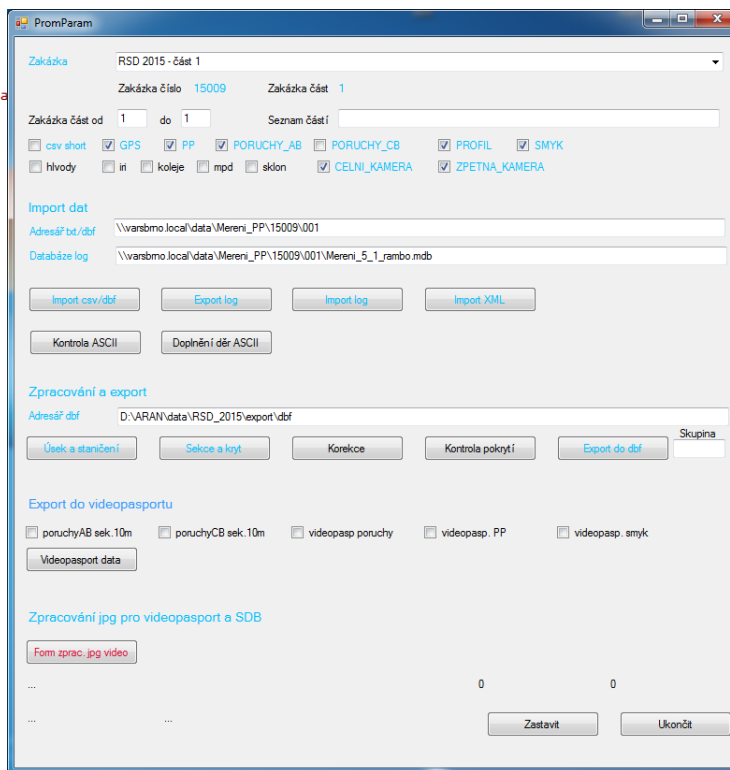 PromParam
Zakázka RSD 2015 - část 1
Zakázka číslo 15009 Zakázka část 1
a
Zakázka část od 1 do 1 Seznam částí
csv short GPS PP PORUCHY_AB PORUCHY_CB PROFIL SMYK
hlvody iri koleje mpd sklon CELNI_KAMERA ZPETNA_KAMERA
Import dat
Adresář txt/dbf \\varsbrno.local\data\Mereni_PP\15009\001
Databáze log \\varsbrno.local\data\Mereni_PP\15009\001\Mereni_5_1_rambo.mdb
Import csv/dbf Export log Import log Import XML
Kontrola ASCII Doplnění děr ASCII
Zpracování a export
Adresář dbf D:\ARAN\data\RSD_2015\export\dbf
Skupina
Úsek a staničení Sekce a kryt Korekce Kontrola pokrytí Export do dbf
Export do videopasportu
poruchyAB sek.10m poruchyCB sek.10m videopasp poruchy videopasp. PP videopasp. smyk
Videopasport data
Zpracování jpg pro videopasport a SDB
Form zprac. jpg video
... 0 0
... ... Zastavit Ukončit